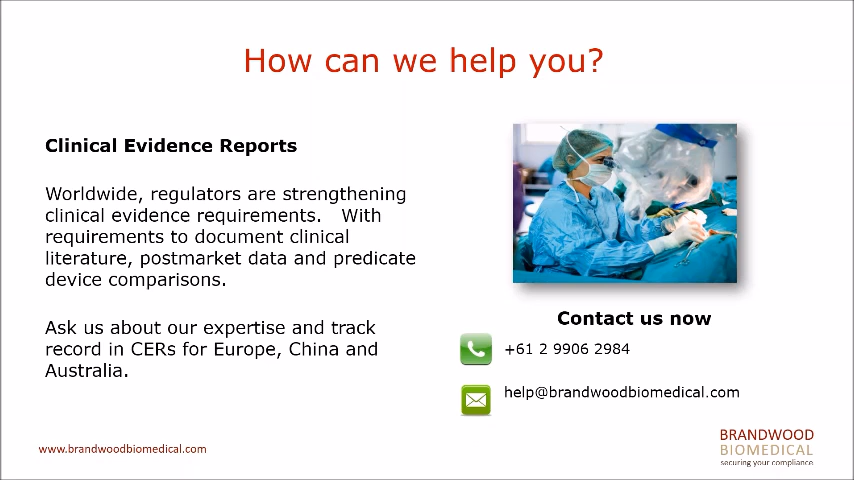 How can we help you?
Clinical Evidence Reports
Worldwide, regulators are strengthening
clinical evidence requirements.   With
requirements to document clinical
literature, postmarket data and predicate
device comparisons.
Ask us about our expertise and track
record in CERs for Europe, China and
Australia.
Contact us now
+61 2 9906 2984
help@brandwoodbiomedical.com
www.brandwoodbiomedical.com
BRANDWOOD
BIOMEDICAL
securing your compliance